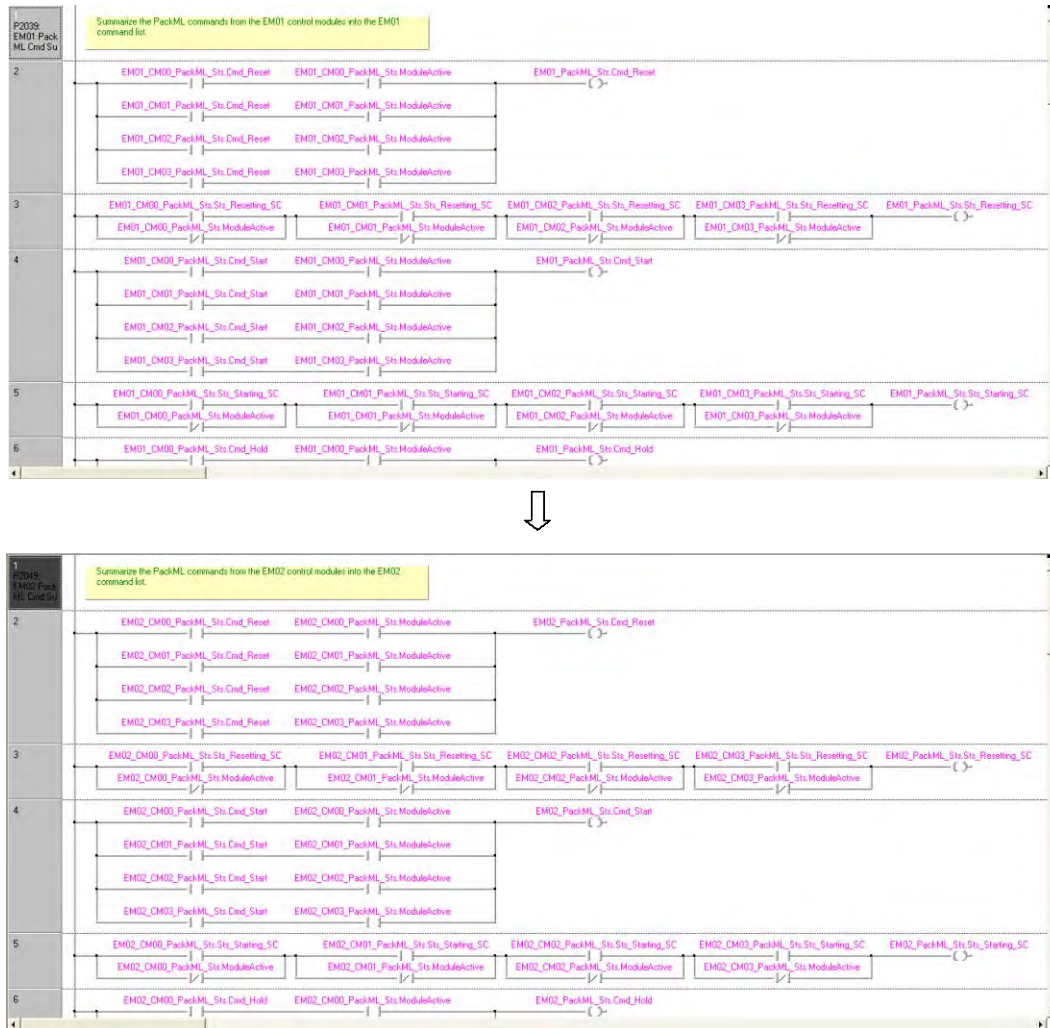 1
P2039:
EM01 Pack
ML Cmd Su
Summarize the PackML commands from the EM01 control modules into the EM01
command list.
2
EM01_CM00_PackML_Sts.Cmd_Reset EM01_CM00_PackML_Sts.ModuleActive EM01_PackML_Sts.Cmd_Reset
EM01_CM01_PackML_Sts.Cmd_Reset EM01_CM01_PackML_Sts.ModuleActive
EM01_CM02_PackML_Sts.Cmd_Reset EM01_CM02_PackML_Sts.ModuleActive
EM01_CM03_PackML_Sts.Cmd_Reset EM01_CM03_PackML_Sts.ModuleActive
3
EM01_CM00_PackML_Sts.Sts_Resetting_SC EM01_CM01_PackML_Sts.Sts_Resetting_SC EM01_CM02_PackML_Sts.Sts_Resetting_SC EM01_CM03_PackML_Sts.Sts_Resetting_SC EM01_PackML_Sts.Sts_Resetting_SC
EM01_CM00_PackML_Sts.ModuleActive EM01_CM01_PackML_Sts.ModuleActive EM01_CM02_PackML_Sts.ModuleActive EM01_CM03_PackML_Sts.ModuleActive
4
EM01_CM00_PackML_Sts.Cmd_Start EM01_CM00_PackML_Sts.ModuleActive EM01_PackML_Sts.Cmd_Start
EM01_CM01_PackML_Sts.Cmd_Start EM01_CM01_PackML_Sts.ModuleActive
EM01_CM02_PackML_Sts.Cmd_Start EM01_CM02_PackML_Sts.ModuleActive
EM01_CM03_PackML_Sts.Cmd_Start EM01_CM03_PackML_Sts.ModuleActive
5
EM01_CM00_PackML_Sts.Sts_Starting_SC EM01_CM01_PackML_Sts.Sts_Starting_SC EM01_CM02_PackML_Sts.Sts_Starting_SC EM01_CM03_PackML_Sts.Sts_Starting_SC EM01_PackML_Sts.Sts_Starting_SC
EM01_CM00_PackML_Sts.ModuleActive EM01_CM01_PackML_Sts.ModuleActive EM01_CM02_PackML_Sts.ModuleActive EM01_CM03_PackML_Sts.ModuleActive
6
EM01_CM00_PackML_Sts.Cmd_Hold EM01_CM00_PackML_Sts.ModuleActive EM01_PackML_Sts.Cmd_Hold
1
P2049:
EM02 Pack
ML Cmd Su
Summarize the PackML commands from the EM02 control modules into the EM02
command list.
2
EM02_CM00_PackML_Sts.Cmd_Reset EM02_CM00_PackML_Sts.ModuleActive EM02_PackML_Sts.Cmd_Reset
EM02_CM01_PackML_Sts.Cmd_Reset EM02_CM01_PackML_Sts.ModuleActive
EM02_CM02_PackML_Sts.Cmd_Reset EM02_CM02_PackML_Sts.ModuleActive
EM02_CM03_PackML_Sts.Cmd_Reset EM02_CM03_PackML_Sts.ModuleActive
3
EM02_CM00_PackML_Sts.Sts_Resetting_SC EM02_CM01_PackML_Sts.Sts_Resetting_SC EM02_CM02_PackML_Sts.Sts_Resetting_SC EM02_CM03_PackML_Sts.Sts_Resetting_SC EM02_PackML_Sts.Sts_Resetting_SC
EM02_CM00_PackML_Sts.ModuleActive EM02_CM01_PackML_Sts.ModuleActive EM02_CM02_PackML_Sts.ModuleActive EM02_CM03_PackML_Sts.ModuleActive
4
EM02_CM00_PackML_Sts.Cmd_Start EM02_CM00_PackML_Sts.ModuleActive EM02_PackML_Sts.Cmd_Start
EM02_CM01_PackML_Sts.Cmd_Start EM02_CM01_PackML_Sts.ModuleActive
EM02_CM02_PackML_Sts.Cmd_Start EM02_CM02_PackML_Sts.ModuleActive
EM02_CM03_PackML_Sts.Cmd_Start EM02_CM03_PackML_Sts.ModuleActive
5
EM02_CM00_PackML_Sts.Sts_Starting_SC EM02_CM01_PackML_Sts.Sts_Starting_SC EM02_CM02_PackML_Sts.Sts_Starting_SC EM02_CM03_PackML_Sts.Sts_Starting_SC EM02_PackML_Sts.Sts_Starting_SC
EM02_CM00_PackML_Sts.ModuleActive EM02_CM01_PackML_Sts.ModuleActive EM02_CM02_PackML_Sts.ModuleActive EM02_CM03_PackML_Sts.ModuleActive
6
EM02_CM00_PackML_Sts.Cmd_Hold EM02_CM00_PackML_Sts.ModuleActive EM02_PackML_Sts.Cmd_Hold